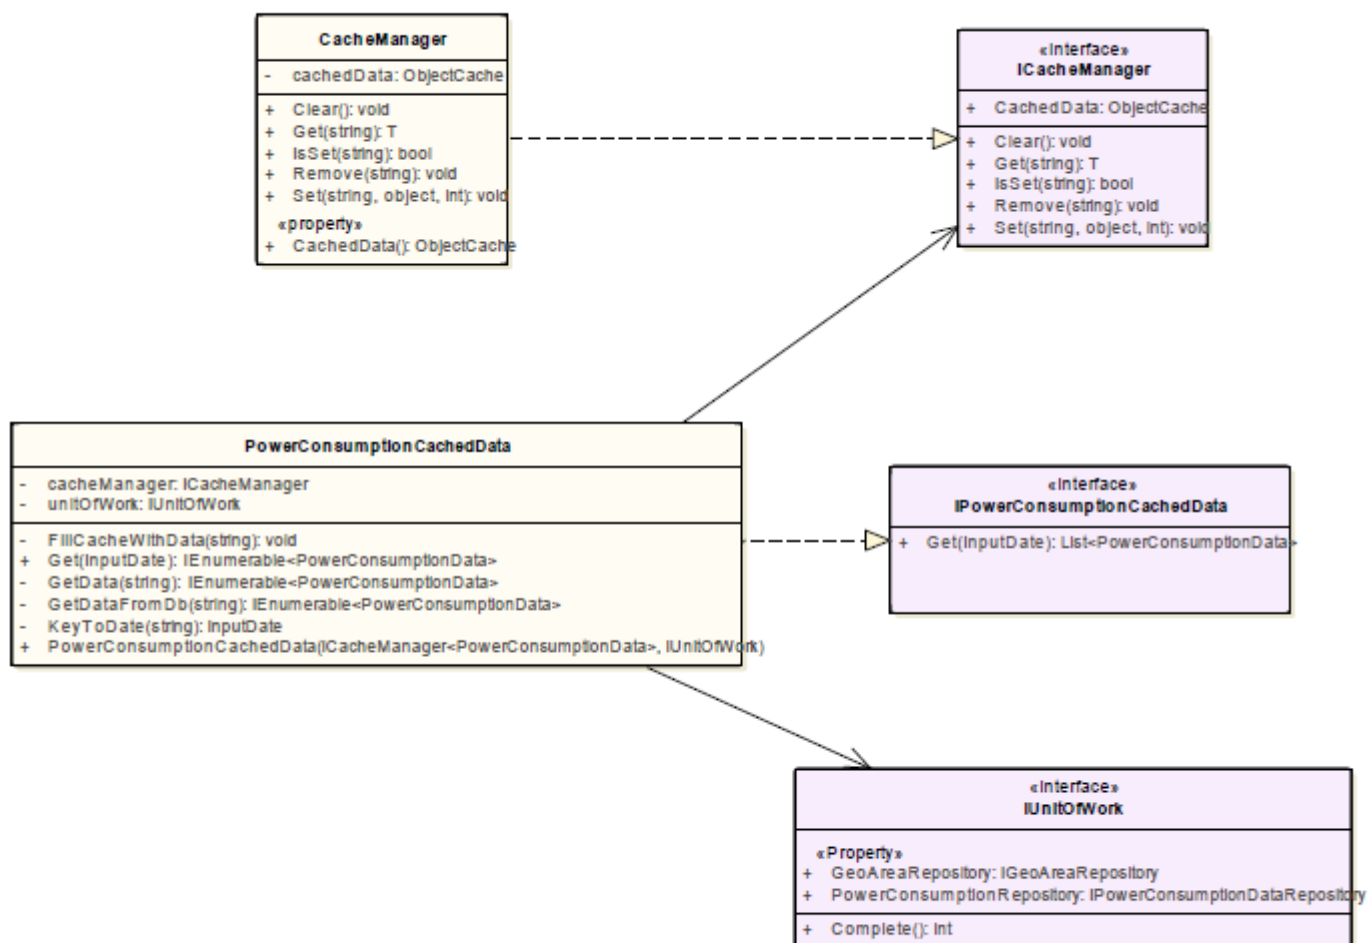 CacheManager
- cachedData: ObjectCache
+ Clear(): void
+ Get(string): T
+ IsSet(string): bool
+ Remove(string): void
+ Set(string, object, int): void
«property»
+ CachedData(): ObjectCache
«interface»
ICacheManager
+ CachedData: ObjectCache
+ Clear(): void
+ Get(string): T
+ IsSet(string): bool
+ Remove(string): void
+ Set(string, object, int): void
PowerConsumptionCachedData
- cacheManager: ICacheManager
- unitOfWork: IUnitOfWork
- FillCacheWithData(string): void
+ Get(InputDate): IEnumerable<PowerConsumptionData>
- GetData(string): IEnumerable<PowerConsumptionData>
- GetDataFromDb(string): IEnumerable<PowerConsumptionData>
- KeyToDate(string): InputDate
+ PowerConsumptionCachedData(ICacheManager<PowerConsumptionData>, IUnitOfWork)
«interface»
IPowerConsumptionCachedData
+ Get(InputDate): List<PowerConsumptionData>
«interface»
IUnitOfWork
«Property»
+ GeoAreaRepository: IGeoAreaRepository
+ PowerConsumptionRepository: IPowerConsumptionDataRepository
+ Complete(): int